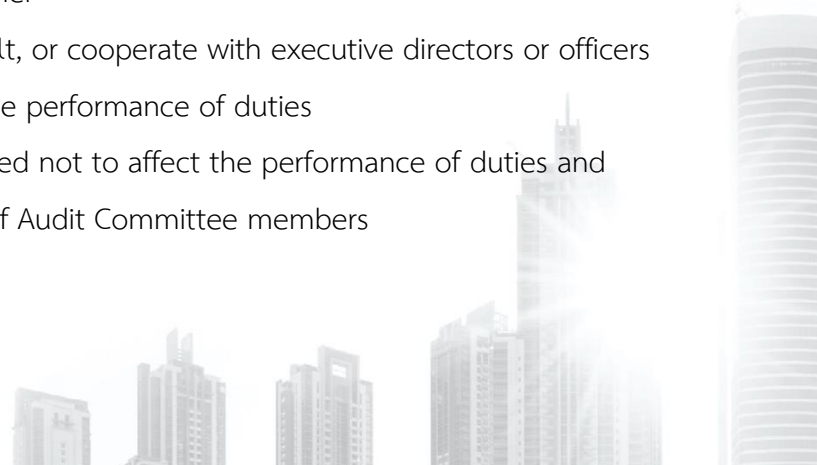 lt, or cooperate with executive directors or officers
e performance of duties
ed not to affect the performance of duties and
f Audit Committee members